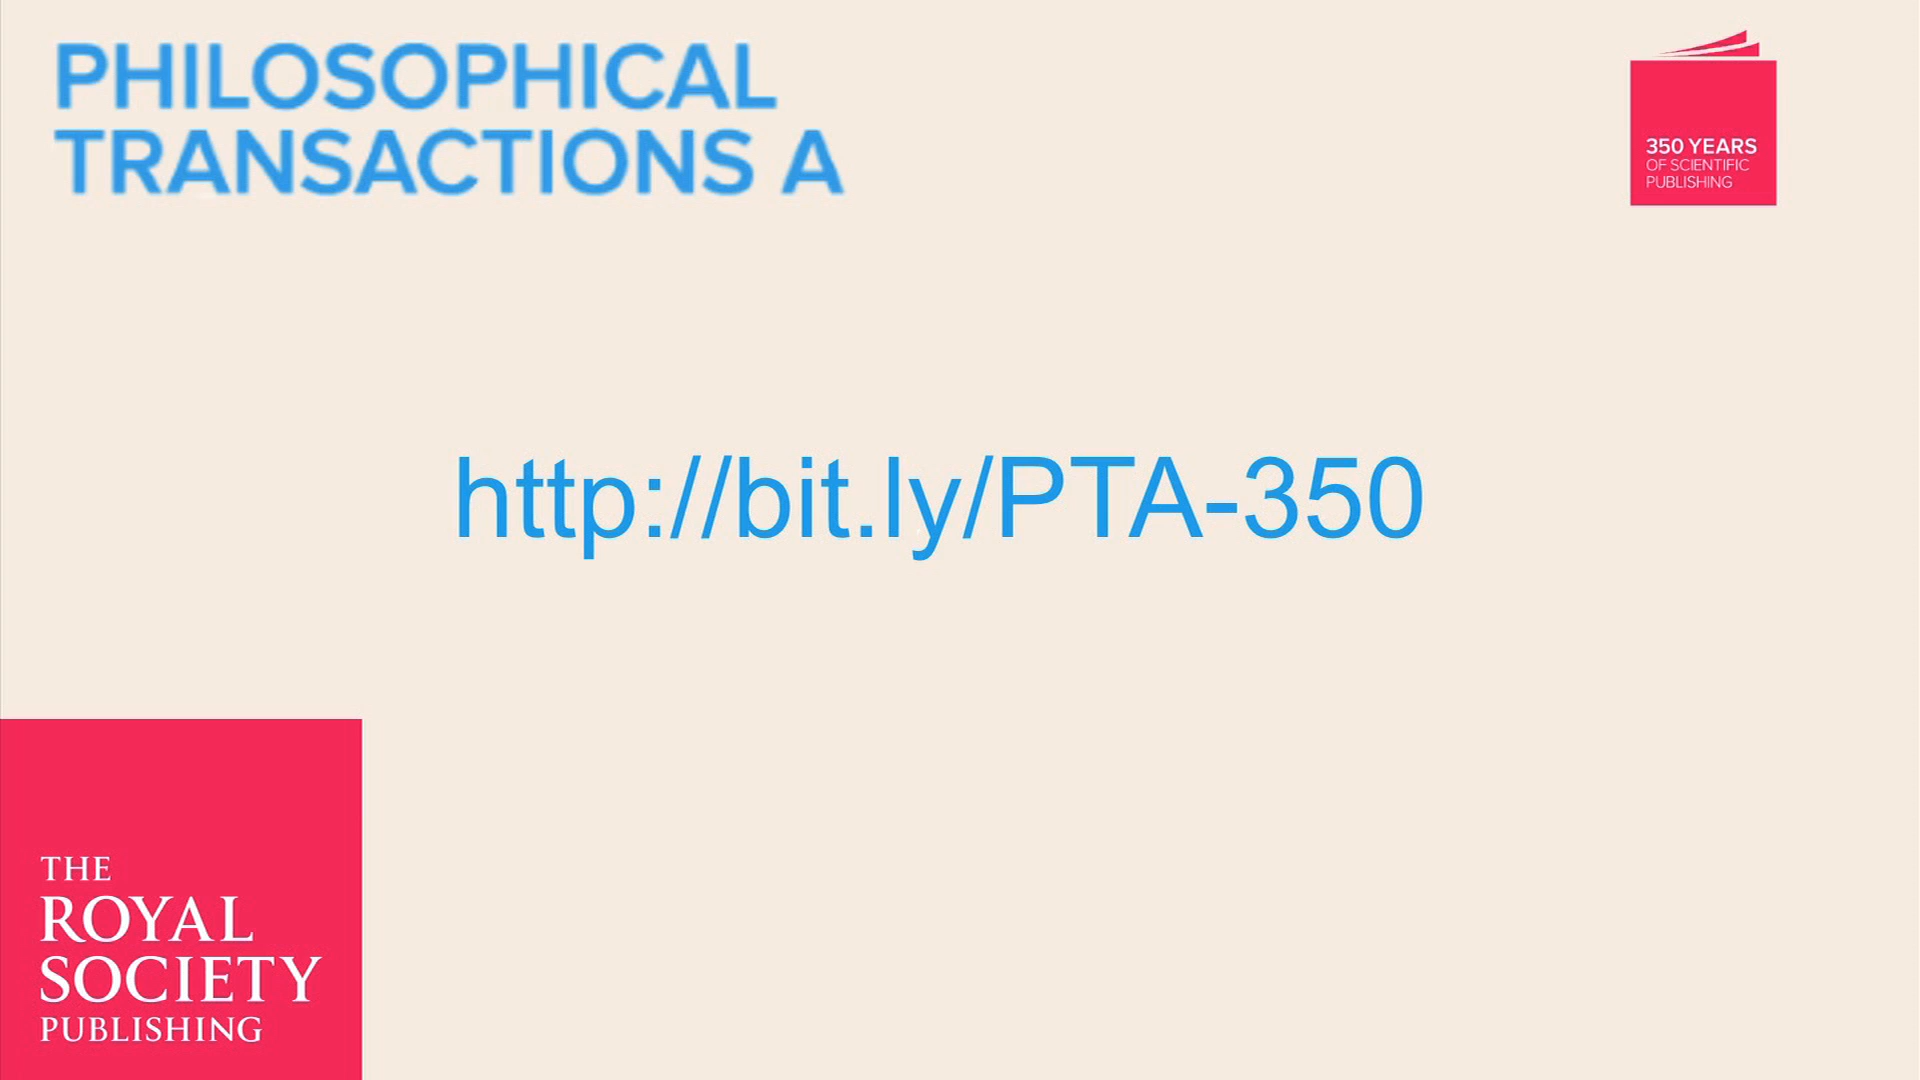 PHILOSOPHICAL
TRANSACTIONS A
350 YEARS
OF SCIENTIFIC
PUBLISHING
http://bit.ly/PTA-350
THE
ROYAL
SOCIETY
PUBLISHING